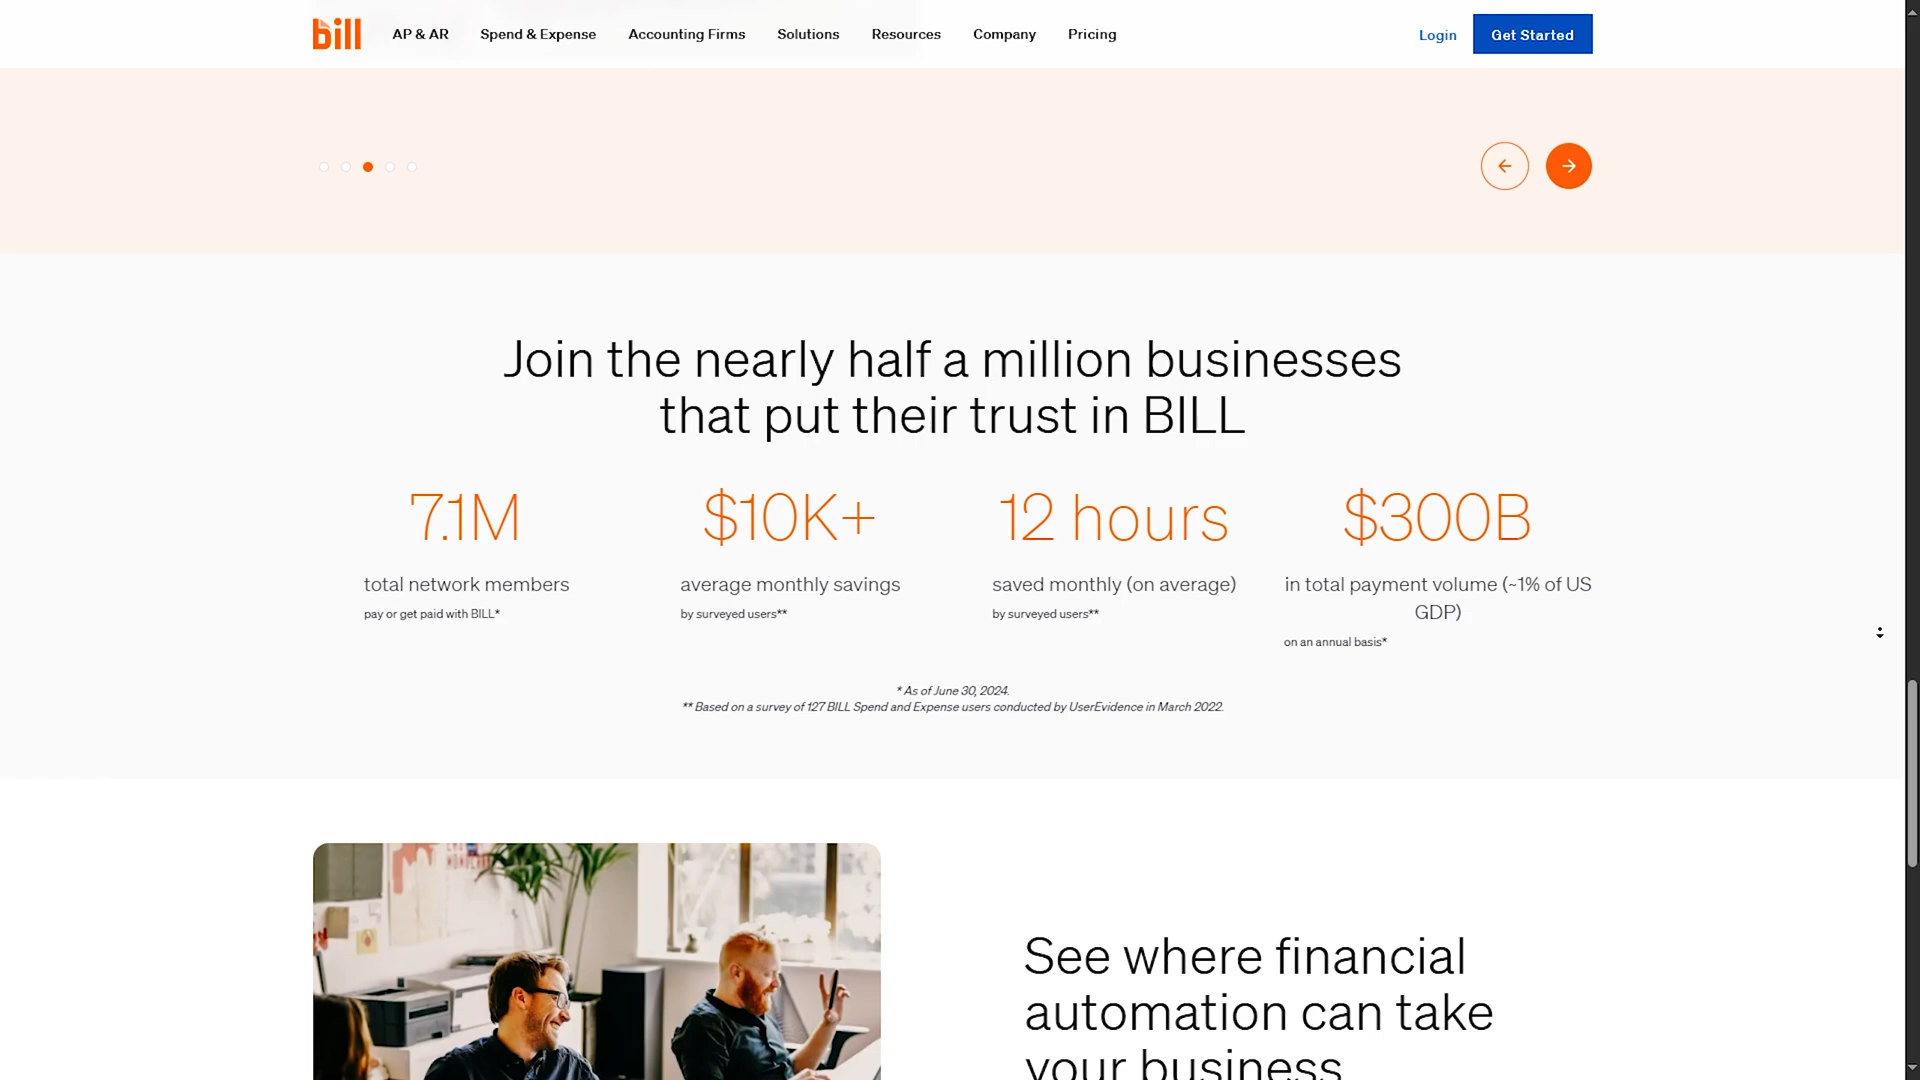 bill
AP & AR
Spend & Expense
Accounting Firms
Solutions
Resources
Company
Pricing
Login
Get Started
Join the nearly half a million businesses
that put their trust in BILL
7.1M
total network members
pay or get paid with BILL*
$10K+
average monthly savings
by surveyed users**
12 hours
saved monthly (on average)
by surveyed users**
$300B
in total payment volume (~1% of US
GDP)
on an annual basis*
* As of June 30, 2024.
** Based on a survey of 127 BILL Spend and Expense users conducted by UserEvidence in March 2022.
See where financial
automation can take
your business